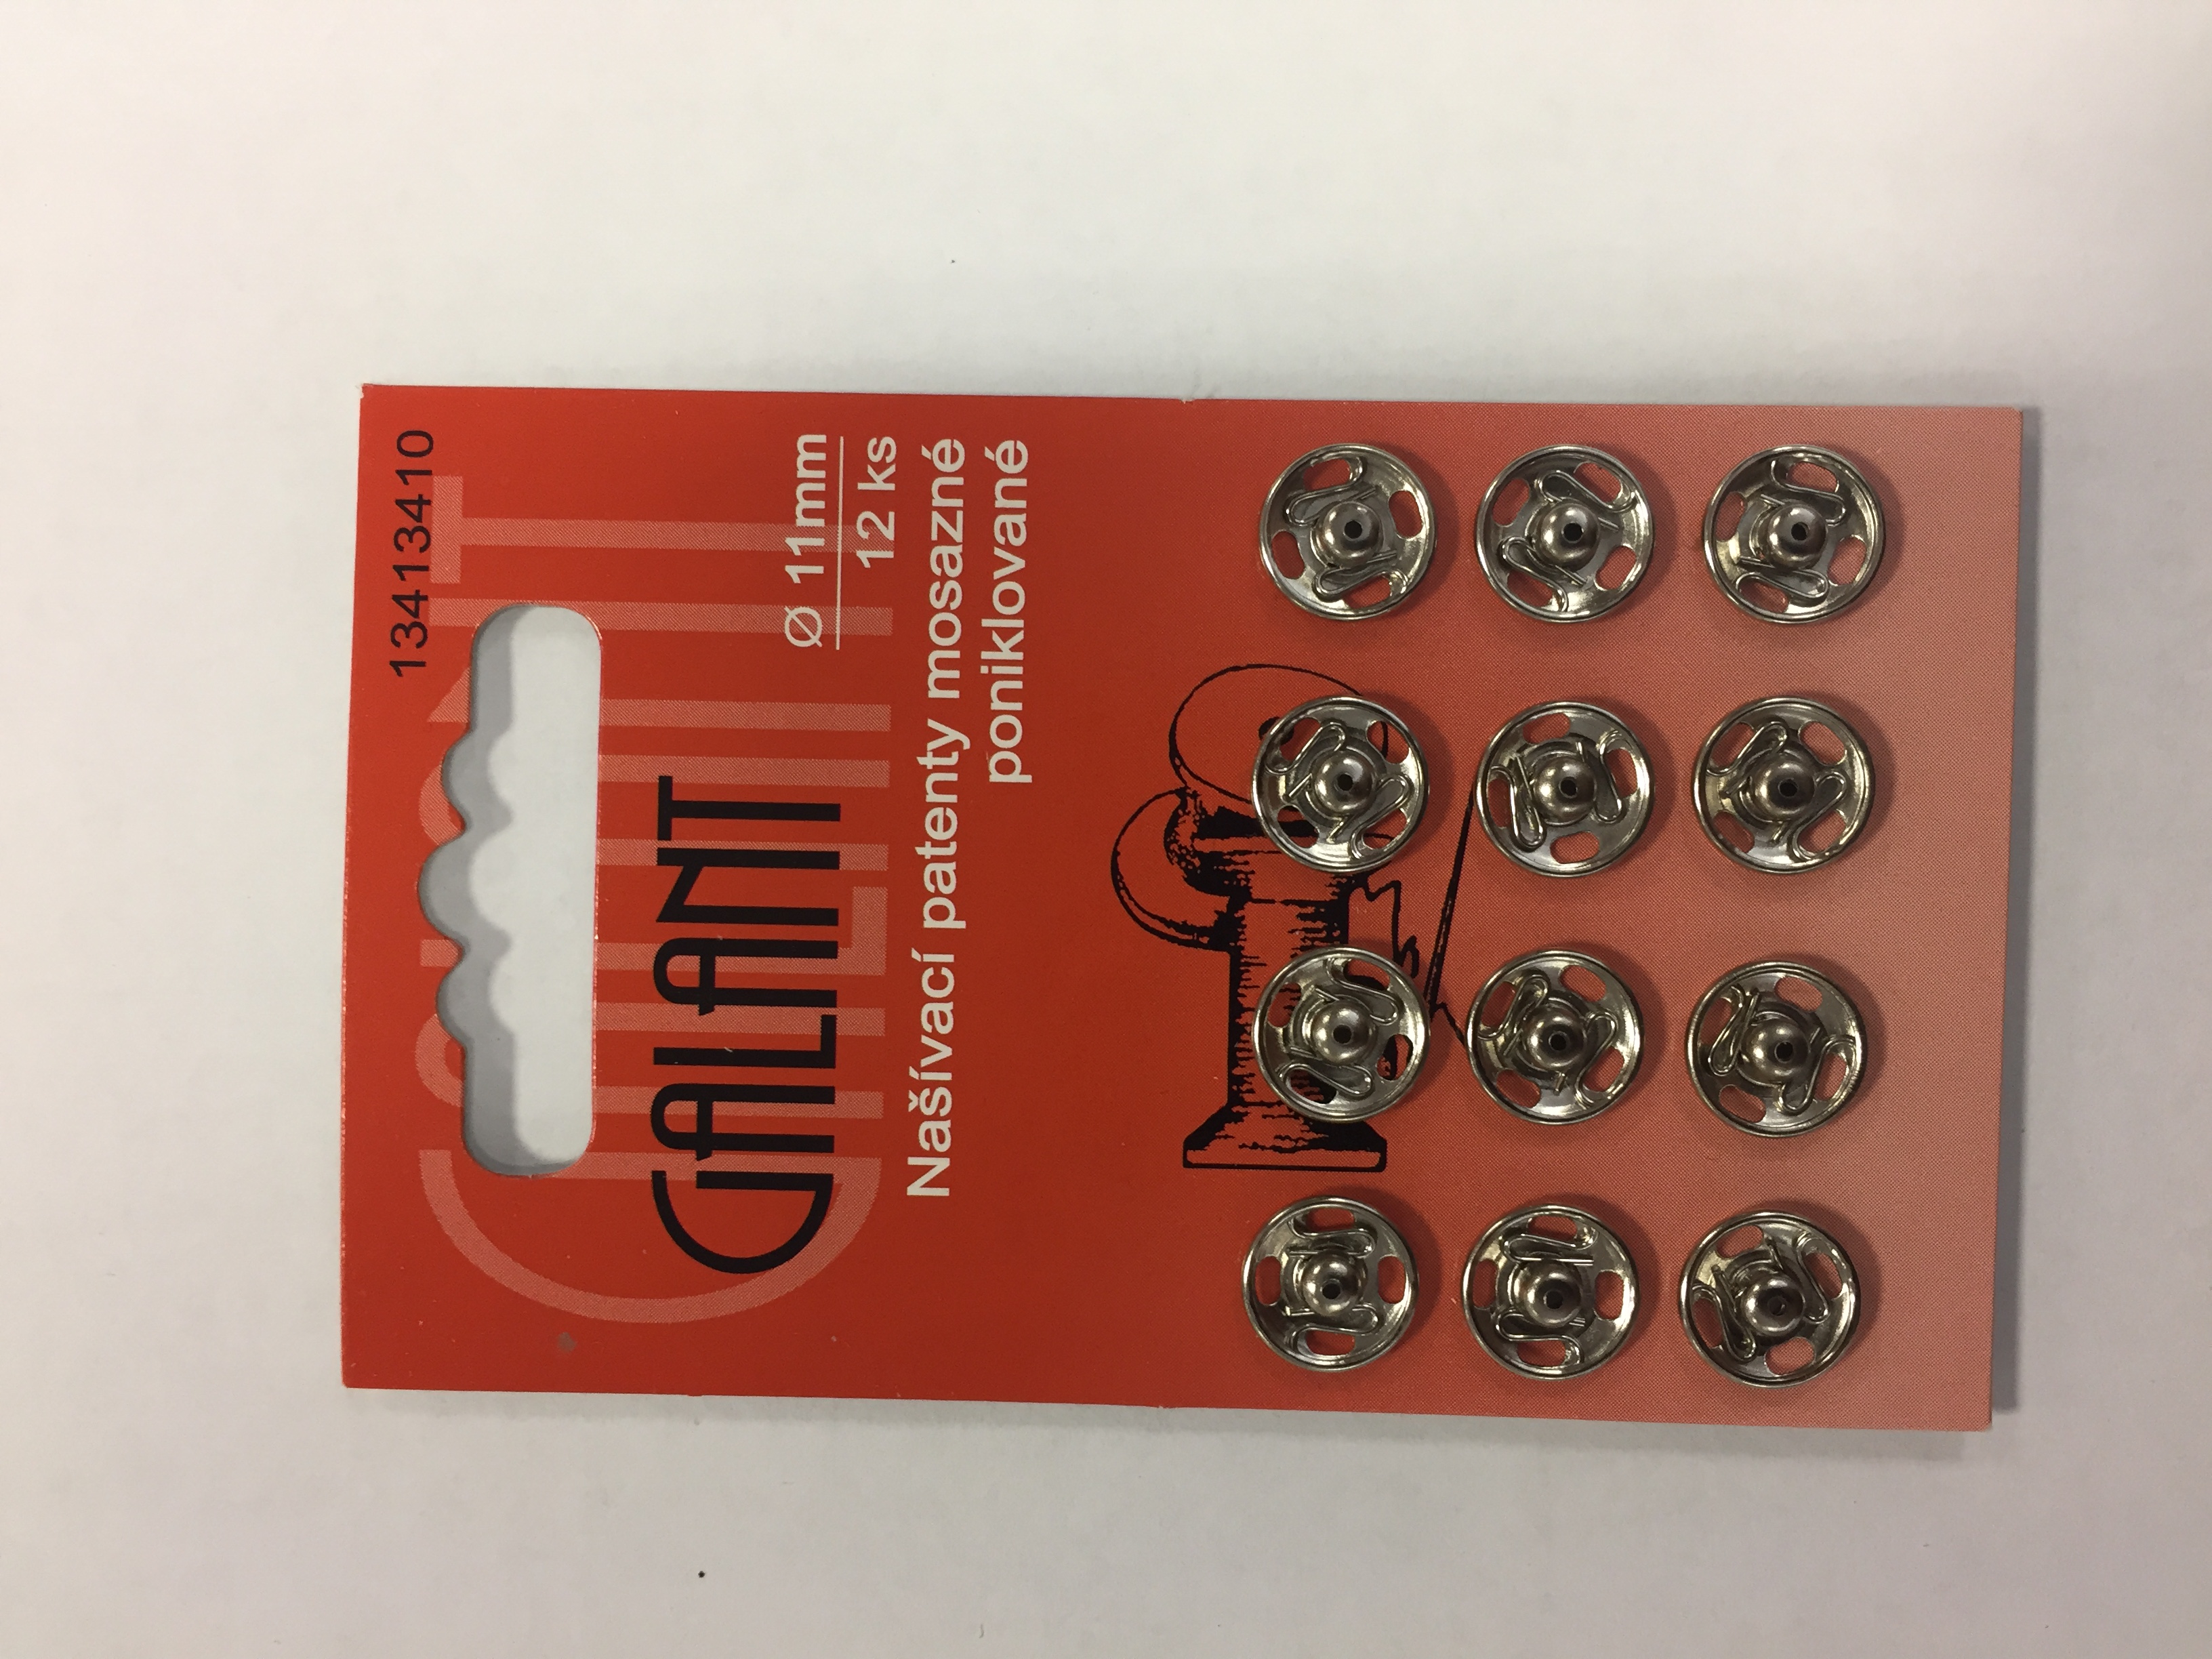 13413410
GALANT
Ø 11mm
12 ks
Našívací patenty mosazné
poniklované